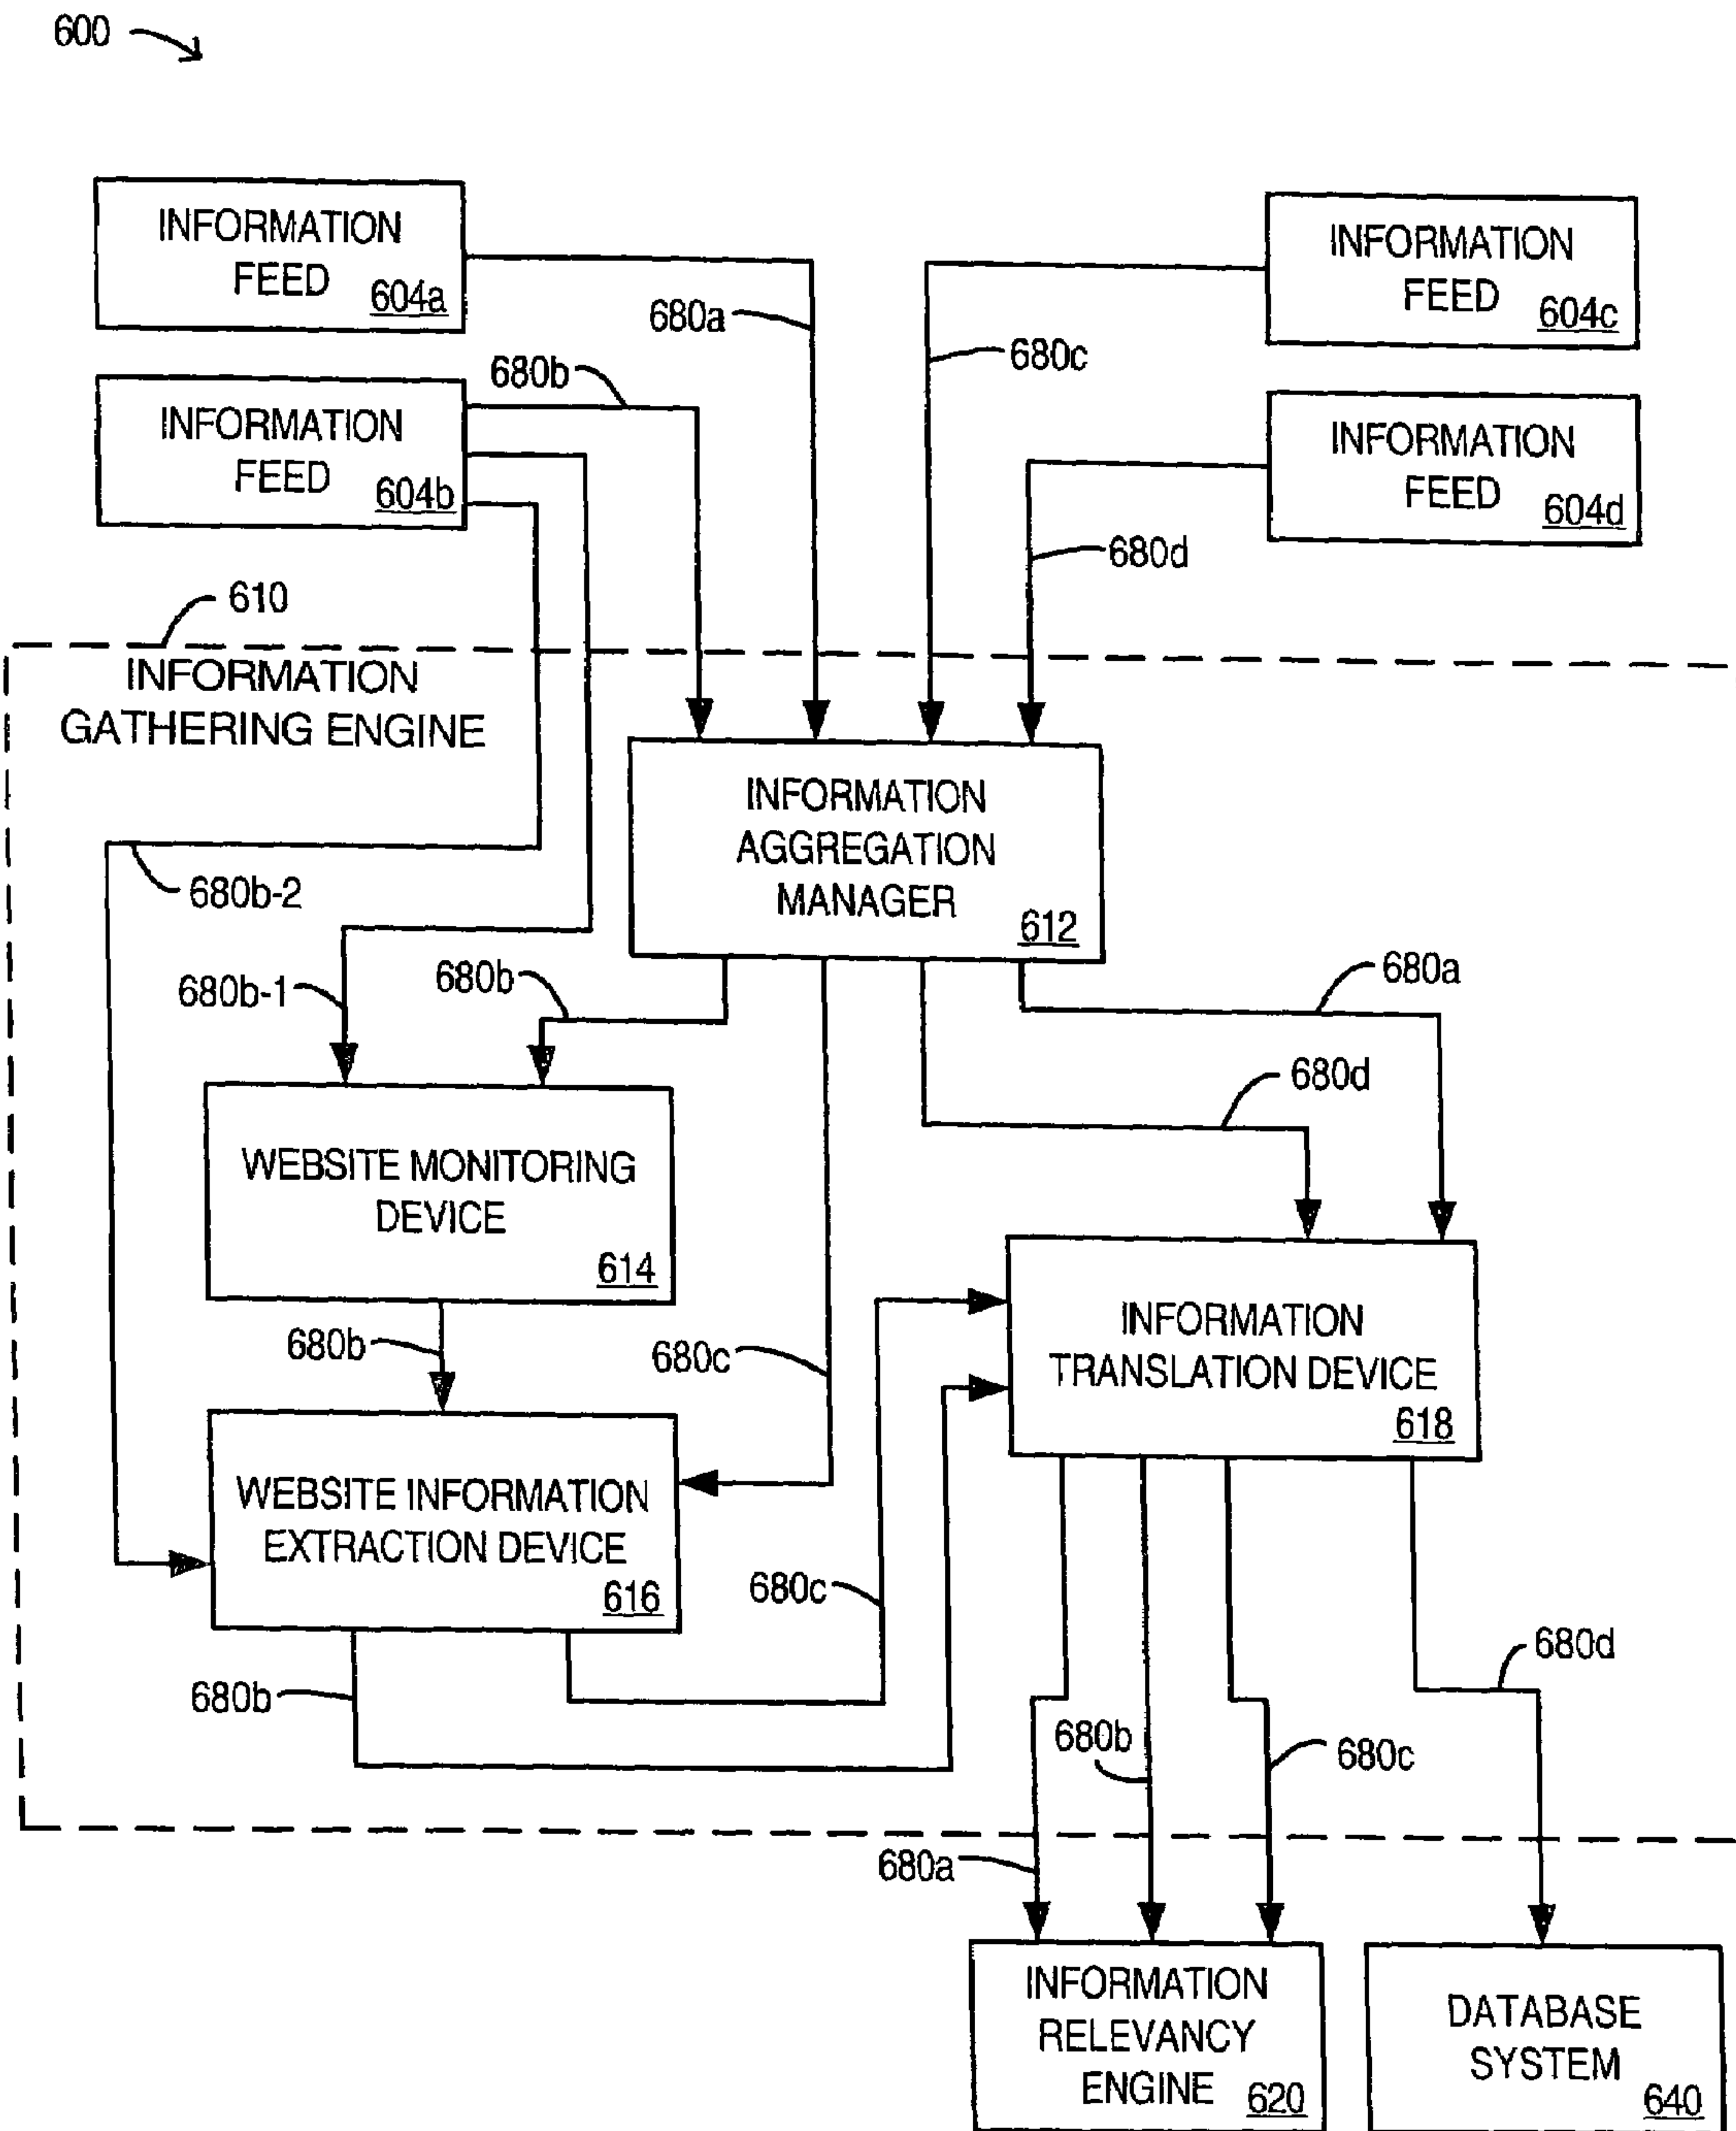 600
INFORMATION
FEED
604a
INFORMATION
FEED
604c
680a
680c
680b
INFORMATION
FEED
604b
INFORMATION
FEED
604d
680d
610
INFORMATION
GATHERING ENGINE
INFORMATION
AGGREGATION
MANAGER
612
680b-2
680b-1
680b
680a
680d
WEBSITE MONITORING
DEVICE
614
INFORMATION
TRANSLATION DEVICE
618
680b
680c
WEBSITE INFORMATION
EXTRACTION DEVICE
616
680c
680b
680d
680b
680c
680a
INFORMATION
RELEVANCY
ENGINE
620
DATABASE
SYSTEM
640